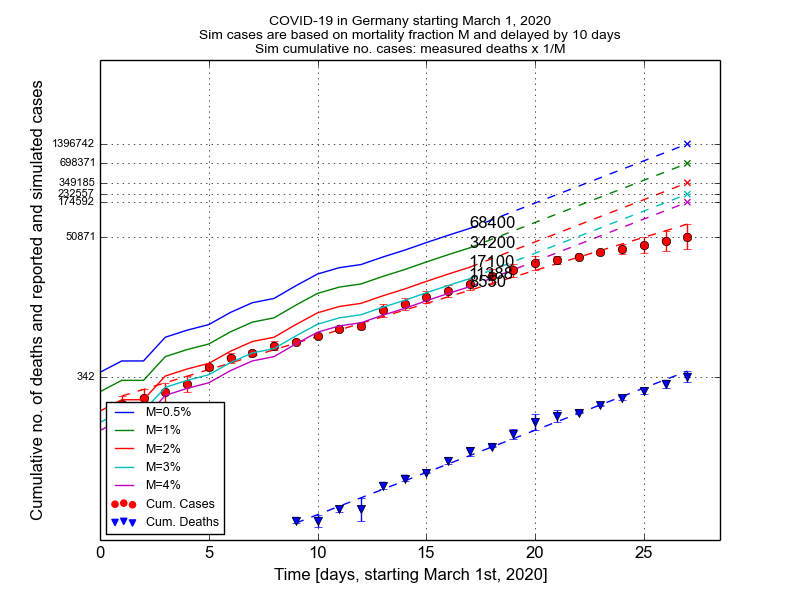 COVID-19 in Germany starting March 1, 2020
Sim cases are based on mortality fraction M and delayed by 10 days
Sim cumulative no. cases: measured deaths x 1/M
Cumulative no. of deaths and reported and simulated cases
1396742
698371
349185
232557
174592
50871
342
68400
34200
17100
8550
M=0.5%
M=1%
M=2%
M=3%
M=4%
Cum. Cases
Cum. Deaths
0 5 10 15 20 25
Time [days, starting March 1st, 2020]